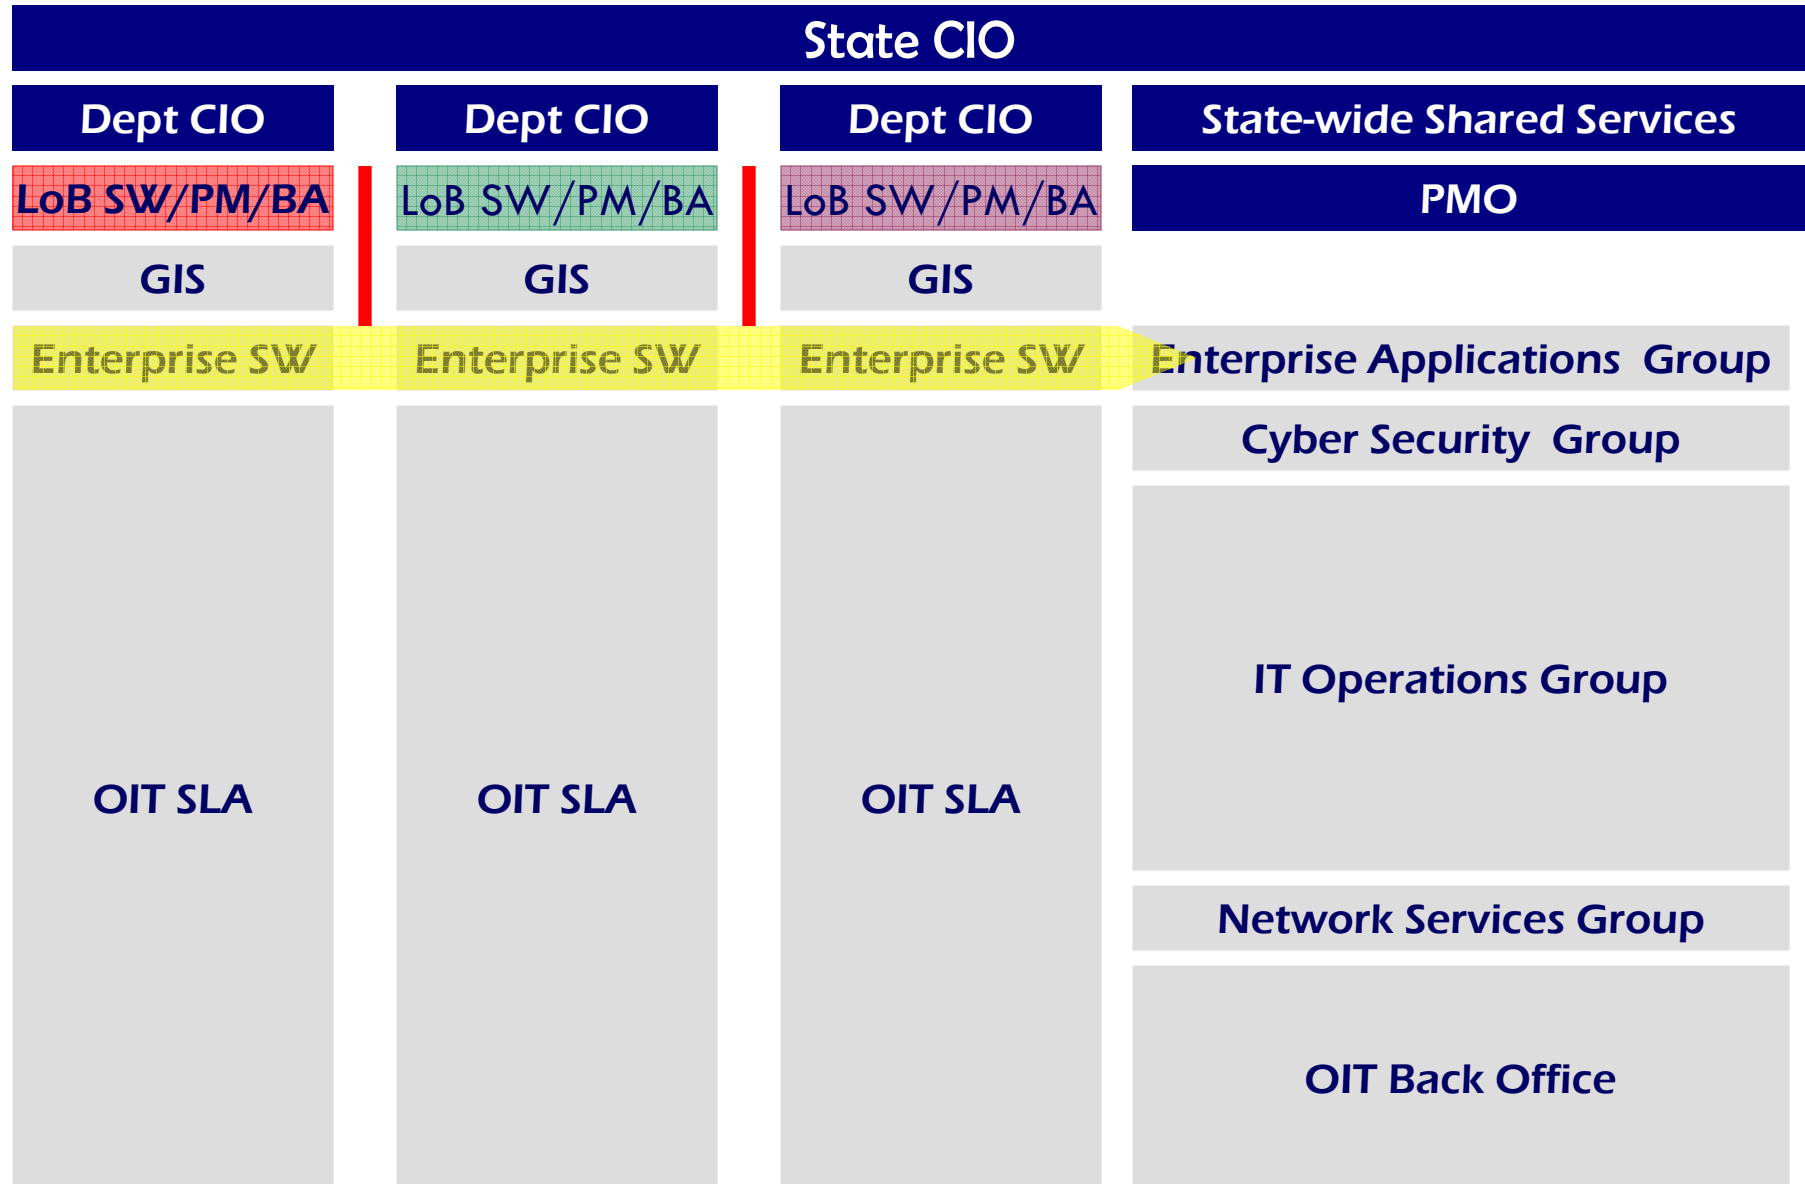 State CIO
Dept CIO
Dept CIO
Dept CIO
State-wide Shared Services
LoB SW/PM/BA
LoB SW/PM/BA
LoB SW/PM/BA
PMO
GIS
GIS
GIS
Enterprise SW
Enterprise SW
Enterprise SW
Enterprise Applications Group
Cyber Security Group
IT Operations Group
OIT SLA
OIT SLA
OIT SLA
Network Services Group
OIT Back Office